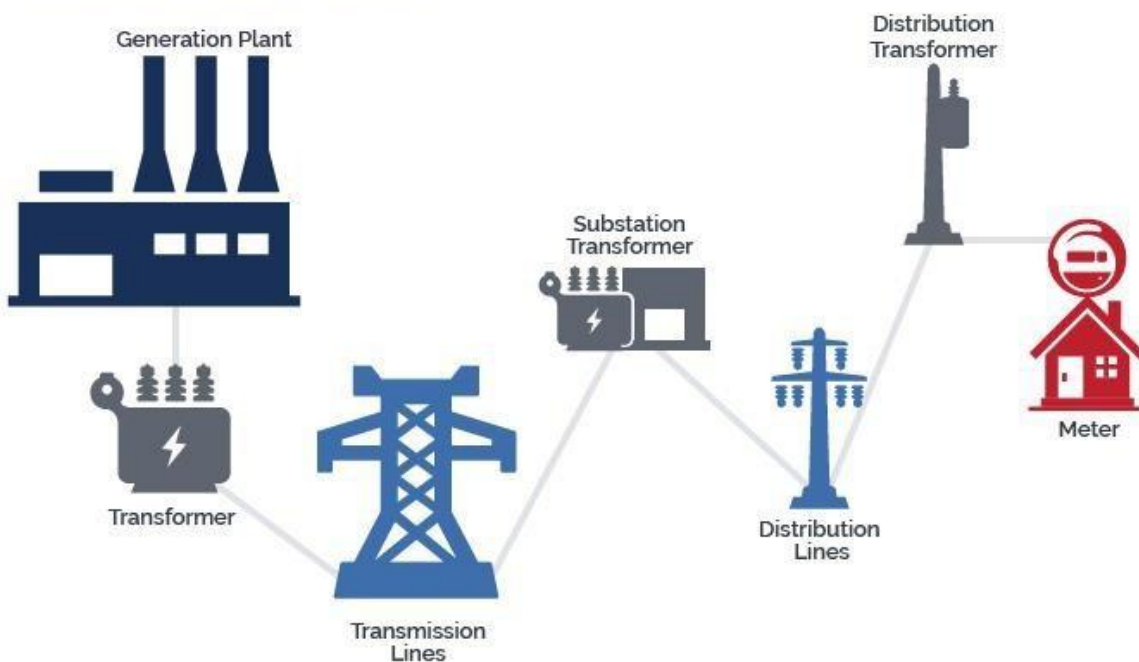 Generation Plant
Transformer
Transmission
Lines
Substation
Transformer
Distribution
Lines
Distribution
Transformer
Meter